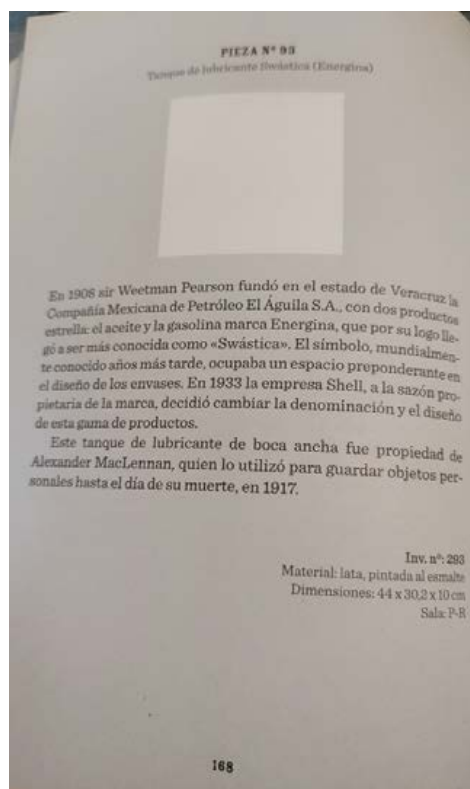 PIEZA Nº 93
Tanque de lubricante Swástica (Energina)
En 1908 sir Weetman Pearson fundó en el estado de Veracruz la
Compañía Mexicana de Petróleo El Águila S.A., con dos productos
estrella: el aceite y la gasolina marca Energina, que por su logo lle-
gó a ser más conocida como «Swástica». El símbolo, mundialmen-
te conocido años más tarde, ocupaba un espacio preponderante en
el diseño de los envases. En 1933 la empresa Shell, a la sazón pro-
pietaria de la marca, decidió cambiar la denominación y el diseño
de esta gama de productos.
Este tanque de lubricante de boca ancha fue propiedad de
Alexander MacLennan, quien lo utilizó para guardar objetos per-
sonales hasta el día de su muerte, en 1917.
Inv. nº: 293
Material: lata, pintada al esmalte
Dimensiones: 44 x 30,2 x 10 cm
Sala: P-R
168